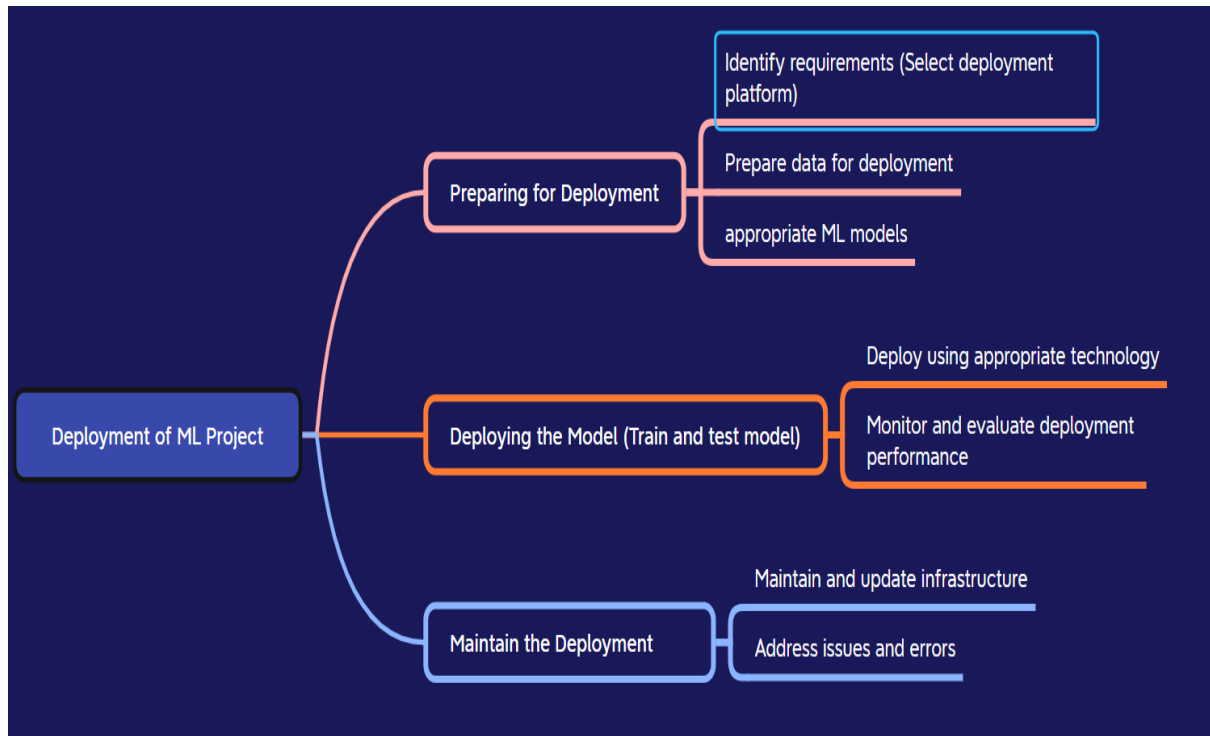 Identify requirements (Select deployment
platform)
Preparing for Deployment
Prepare data for deployment
appropriate ML models
Deployment of ML Project
Deploying the Model (Train and test model)
Deploy using appropriate technology
Monitor and evaluate deployment
performance
Maintain the Deployment
Maintain and update infrastructure
Address issues and errors